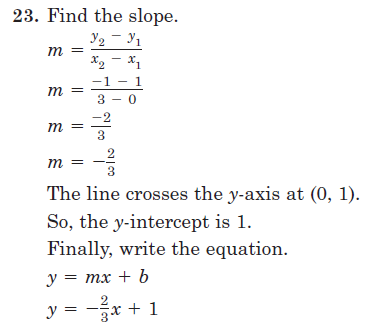 23. Find the slope.
m = y₂ − y₁ / x₂ − x₁
m = −1 − 1 / 3 − 0
m = −2 / 3
m = −2/3
The line crosses the y-axis at (0, 1).
So, the y-intercept is 1.
Finally, write the equation.
y = mx + b
y = −2/3x + 1